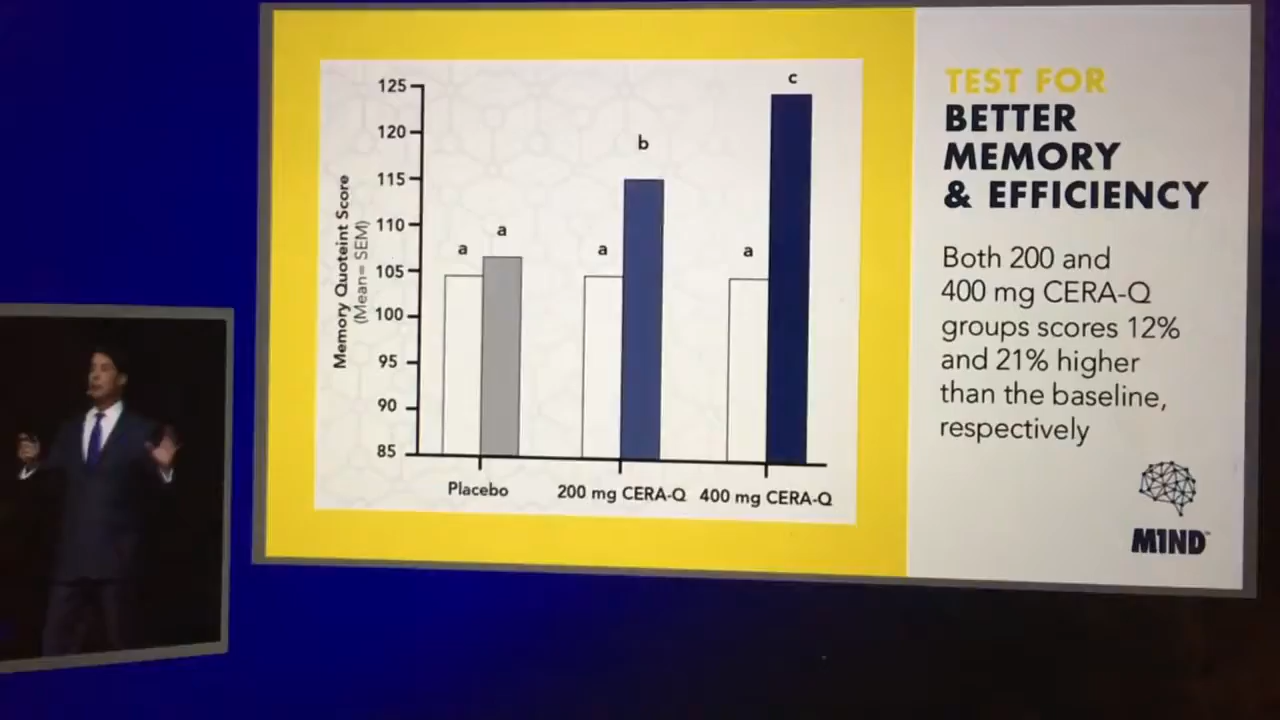 TEST FOR
BETTER
MEMORY
& EFFICIENCY
Both 200 and
400 mg CERA-Q
groups scores 12%
and 21% higher
than the baseline,
respectively
M1ND™
Memory Quoteint Score
(Mean= SEM)
125
120
115
110
105
100
95
90
85
a
a
a
b
a
c
Placebo
200 mg CERA-Q
400 mg CERA-Q